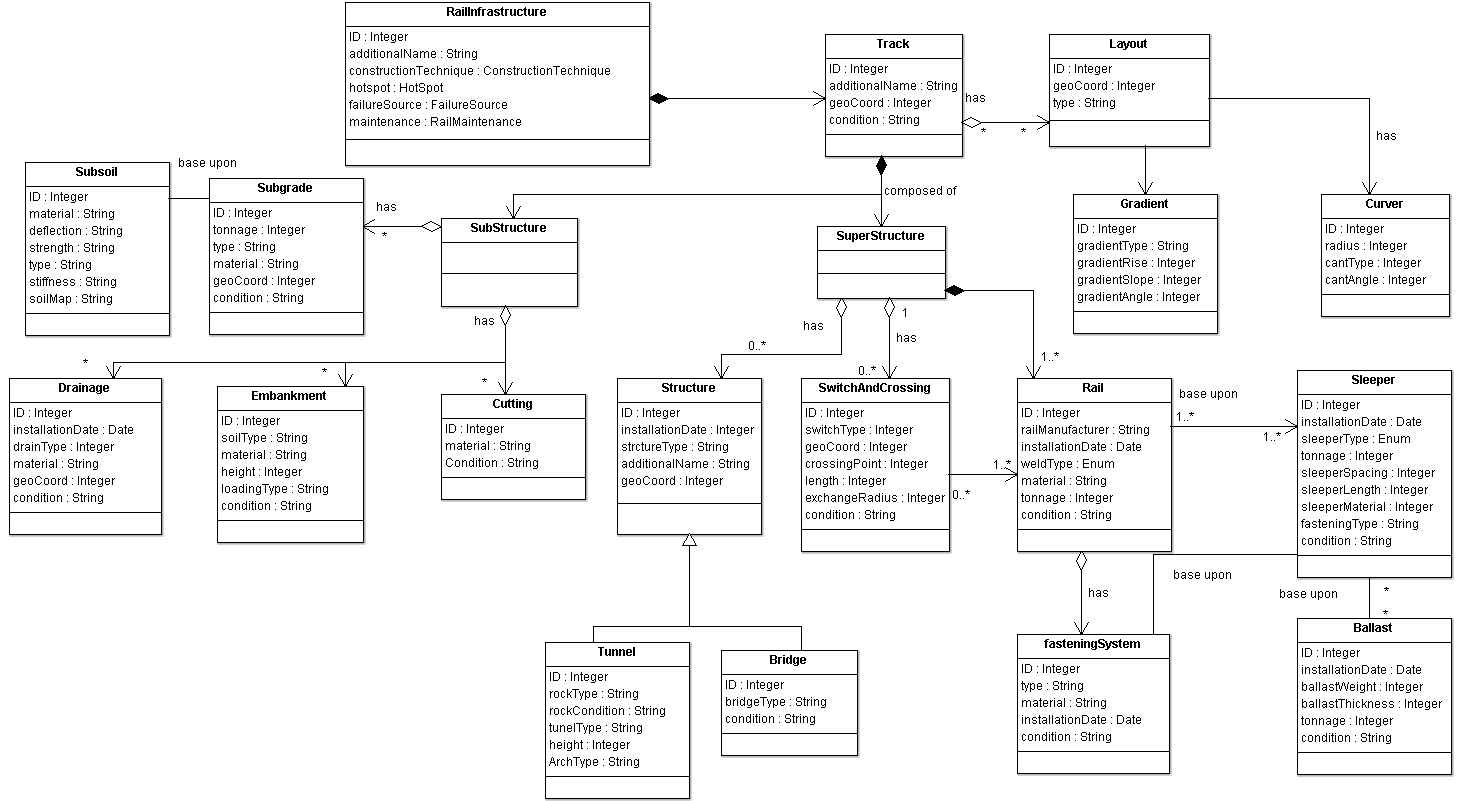 RailInfrastructure
ID : Integer
additionalName : String
constructionTechnique : ConstructionTechnique
hotspot : HotSpot
failureSource : FailureSource
maintenance : RailMaintenance
Track
ID : Integer
additionalName : String
geoCoord : Integer
condition : String
has
*
*
Layout
ID : Integer
geoCoord : Integer
type : String
has
Subsoil
ID : Integer
material : String
deflection : String
strength : String
type : String
stiffness : String
soilMap : String
base upon
Subgrade
ID : Integer
tonnage : Integer
type : String
material : String
geoCoord : Integer
condition : String
has
*
SubStructure
composed of
SuperStructure
Gradient
ID : Integer
gradientType : String
gradientRise : Integer
gradientSlope : Integer
gradientAngle : Integer
Curver
ID : Integer
radius : Integer
cantType : Integer
cantAngle : Integer
has
*
*
*
has
0..*
1
has
0..*
1..*
Drainage
ID : Integer
installationDate : Date
drainType : Integer
material : String
geoCoord : Integer
condition : String
Embankment
ID : Integer
soilType : String
material : String
height : Integer
loadingType : String
condition : String
Cutting
ID : Integer
material : String
Condition : String
Structure
ID : Integer
installationDate : Integer
strctureType : String
additionalName : String
geoCoord : Integer
SwitchAndCrossing
ID : Integer
switchType : Integer
geoCoord : Integer
crossingPoint : Integer
length : Integer
exchangeRadius : Integer
condition : String
1..*
0..*
Rail
ID : Integer
railManufacturer : String
installationDate : Date
weldType : Enum
material : String
tonnage : Integer
condition : String
base upon
1..*
1..*
Sleeper
ID : Integer
installationDate : Date
sleeperType : Enum
tonnage : Integer
sleeperSpacing : Integer
sleeperLength : Integer
sleeperMaterial : Integer
fasteningType : String
condition : String
has
base upon
base upon
*
*
Tunnel
ID : Integer
rockType : String
rockCondition : String
tunelType : String
height : Integer
ArchType : String
Bridge
ID : Integer
bridgeType : String
condition : String
fasteningSystem
ID : Integer
type : String
material : String
installationDate : Date
condition : String
Ballast
ID : Integer
installationDate : Date
ballastWeight : Integer
ballastThickness : Integer
tonnage : Integer
condition : String